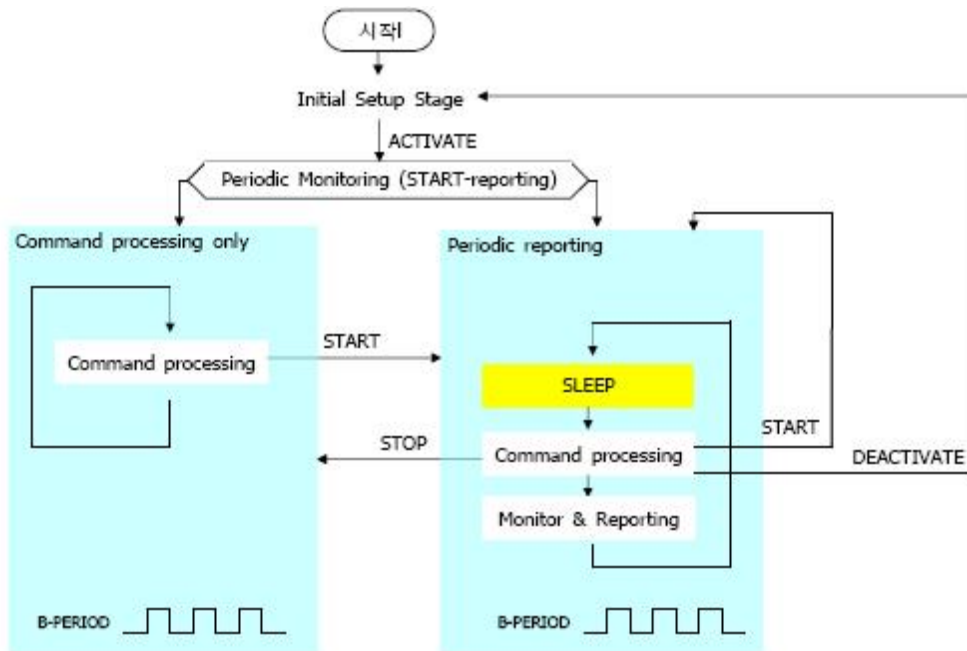 시작
Initial Setup Stage
ACTIVATE
Periodic Monitoring (START-reporting)
Command processing only
Command processing
START
B-PERIOD
Periodic reporting
SLEEP
Command processing
Monitor & Reporting
START
DEACTIVATE
STOP
B-PERIOD